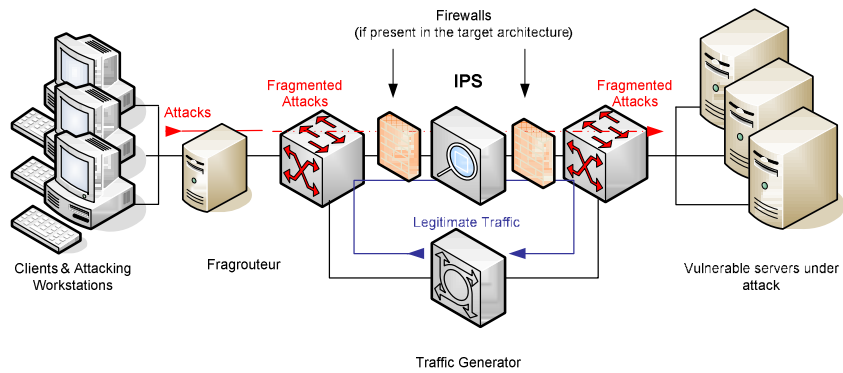 Firewalls
(if present in the target architecture)
IPS
Fragmented
Attacks
Fragmented
Attacks
Attacks
Legitimate Traffic
Clients & Attacking
Workstations
Fragrouteur
Vulnerable servers under
attack
Traffic Generator